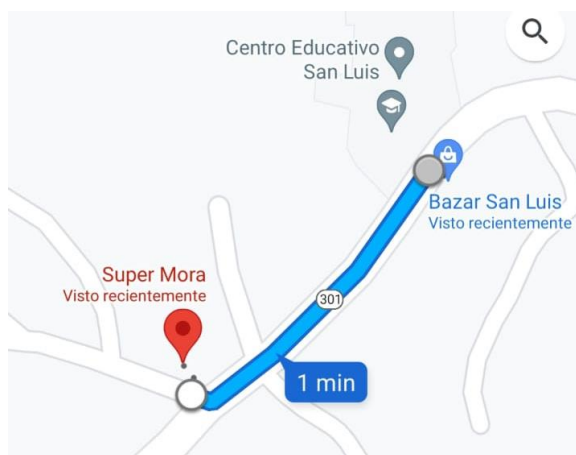 Centro Educativo
San Luis
Bazar San Luis
Visto recientemente
Super Mora
Visto recientemente
301
1 min